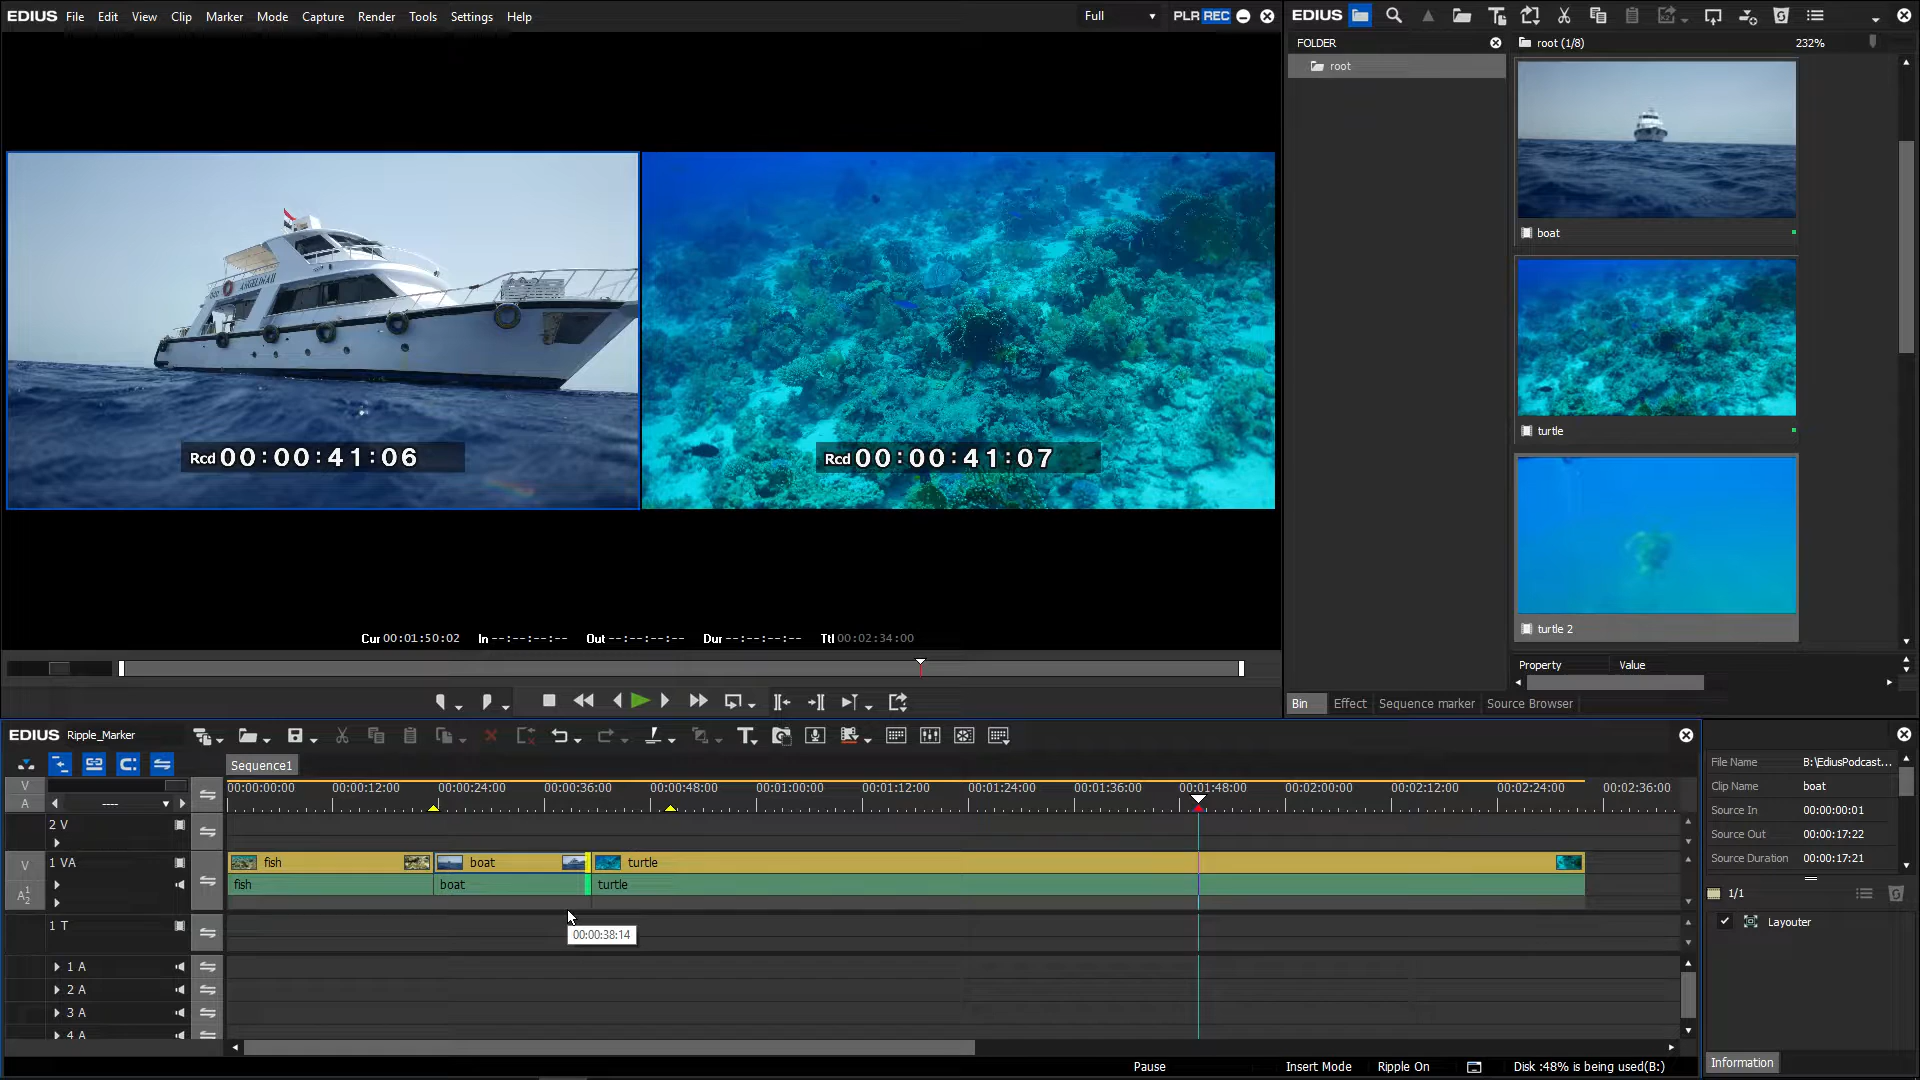 EDIUS File Edit View Clip Marker Mode Capture Render Tools Settings Help Full PLR REC
ANGELINA II
Rcd 00:00:41:06
Rcd 00:00:41:07
Cur 00:01:50:02 In --:--:--:-- Out --:--:--:-- Dur --:--:--:-- Ttl 00:02:34:00
EDIUS
FOLDER
root
root (1/8) 232%
boat
turtle
turtle 2
Property Value
Bin Effect Sequence marker Source Browser
EDIUS Ripple_Marker
Sequence1
V
A
----
00:00:00:00 00:00:12:00 00:00:24:00 00:00:36:00 00:00:48:00 00:01:00:00 00:01:12:00 00:01:24:00 00:01:36:00 00:01:48:00 00:02:00:00 00:02:12:00 00:02:24:00 00:02:36:00
2 V
V
1 VA
fish boat turtle
A 1 2
fish boat turtle
00:00:38:14
1 T
1 A
2 A
3 A
4 A
Pause Insert Mode Ripple On Disk :48% is being used(B:)
File Name B:\EdiusPodcast...
Clip Name boat
Source In 00:00:00:01
Source Out 00:00:17:22
Source Duration 00:00:17:21
1/1
Layouter
Information